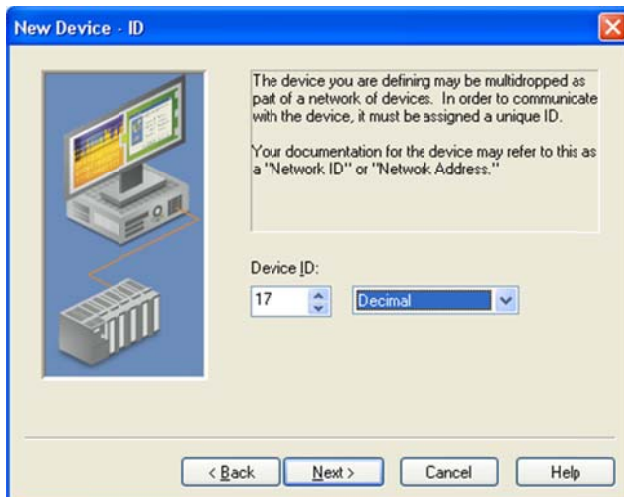 New Device - ID
The device you are defining may be multidropped as
part of a network of devices. In order to communicate
with the device, it must be assigned a unique ID.
Your documentation for the device may refer to this as
a "Network ID" or "Network Address."
Device ID:
17 Decimal
< Back Next > Cancel Help